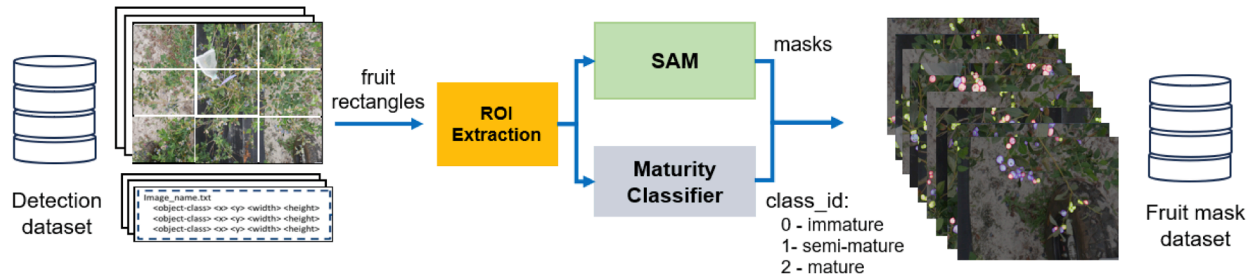 Detection
dataset
Image_name.txt
<object-class> <x> <y> <width> <height>
<object-class> <x> <y> <width> <height>
<object-class> <x> <y> <width> <height>
fruit
rectangles
ROI
Extraction
SAM
Maturity
Classifier
masks
class_id:
0 - immature
1- semi-mature
2 - mature
Fruit mask
dataset